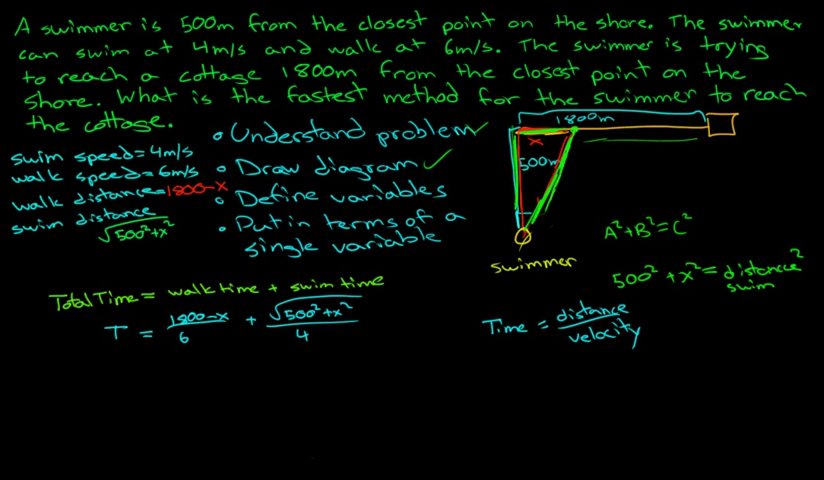 A swimmer is 500m from the closest point on the shore. The swimmer
can swim at 4m/s and walk at 6m/s. The swimmer is trying
to reach a cottage 1800m from the closest point on the
shore. What is the fastest method for the swimmer to reach
the cottage.
1800m
• Understand problem ✓
x
swim speed = 4m/s
500m
walk speed = 6m/s
• Draw diagram ✓
walk distance = 1800-x
• Define variables
swim distance
√(500²+x²)
• Put in terms of a
single variable
A²+B²=C²
swimmer
500²+x² = distance²
swim
Total Time = walk time + swim time
T = (1800-x)/6 + √(500²+x²)/4
Time = distance/velocity